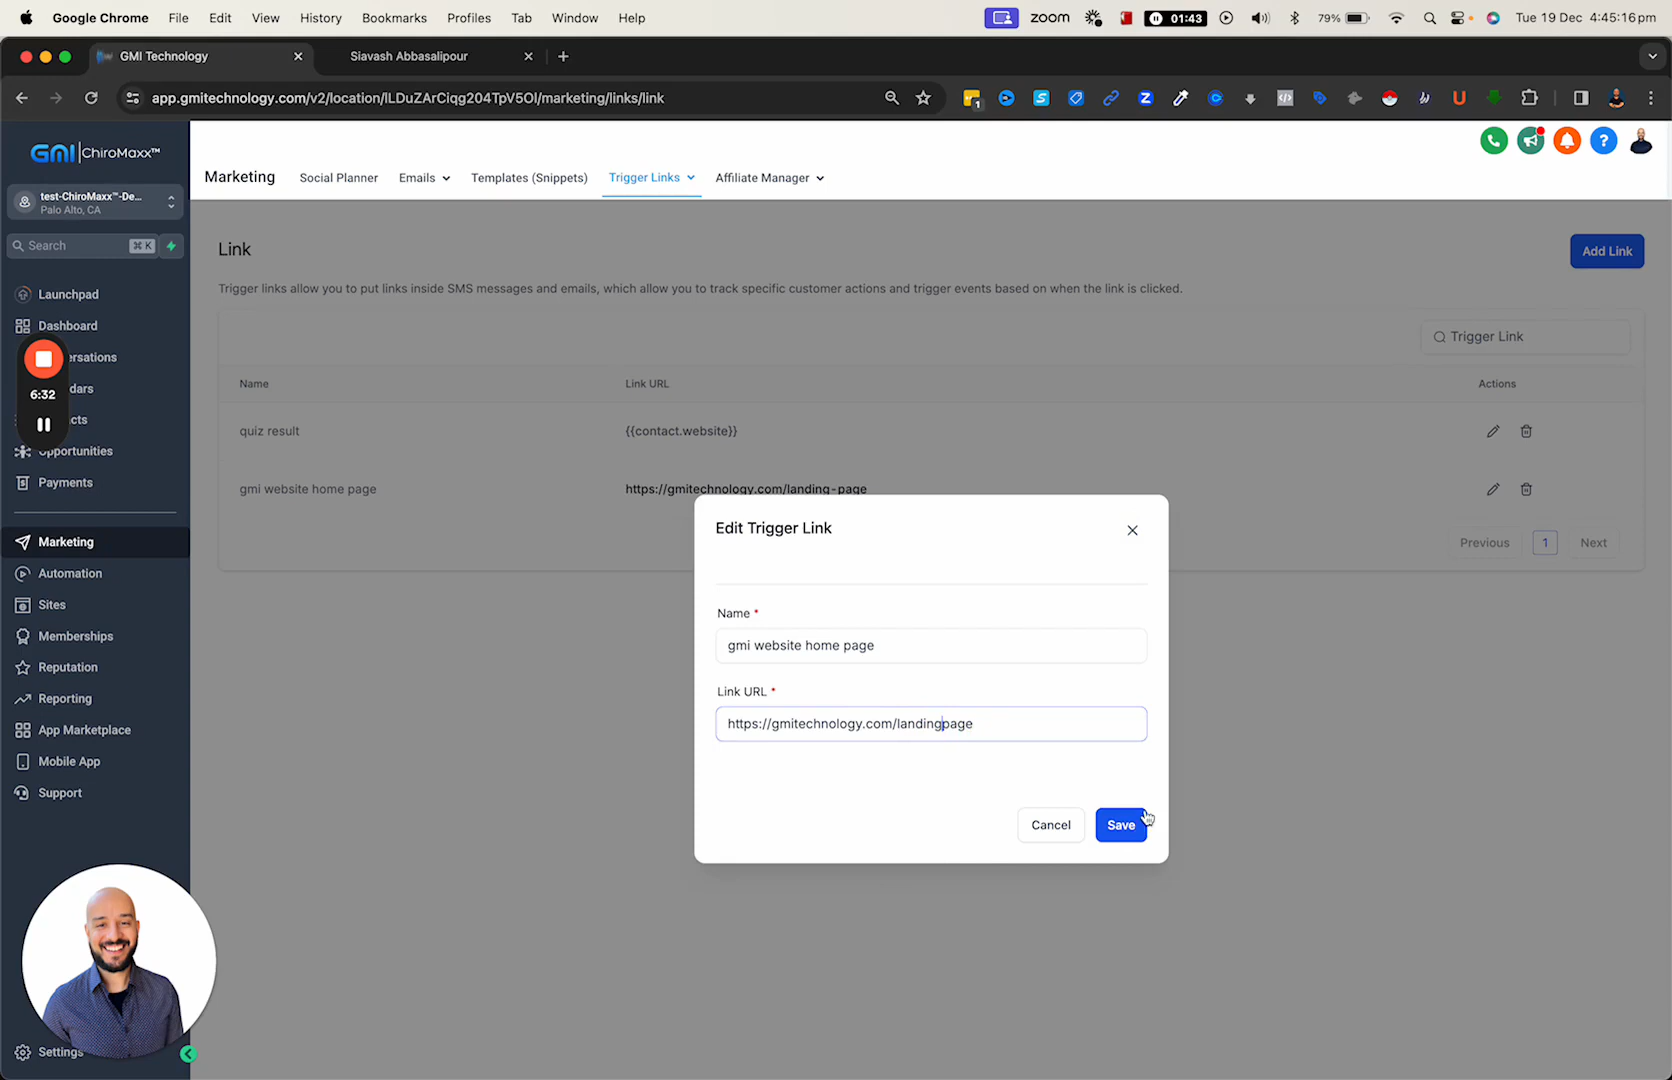 Google Chrome File Edit View History Bookmarks Profiles Tab Window Help zoom 01:43 79% Tue 19 Dec 4:45:16pm
GMI Technology
Siavash Abbasalipour
app.gmitechnology.com/v2/location/lLDuZArCiqg204TpV5Ol/marketing/links/link
GMI|ChiroMaxx™
test-ChiroMaxx™-De...
Palo Alto, CA
Search ⌘ K
Launchpad
Dashboard
ersations
dars
cts
Opportunities
Payments
6:32
Marketing
Automation
Sites
Memberships
Reputation
Reporting
App Marketplace
Mobile App
Support
Settings
Marketing Social Planner Emails Templates (Snippets) Trigger Links Affiliate Manager
Link
Add Link
Trigger links allow you to put links inside SMS messages and emails, which allow you to track specific customer actions and trigger events based on when the link is clicked.
Trigger Link
Name Link URL Actions
quiz result {{contact.website}}
gmi website home page https://gmitechnology.com/landing-page
Previous 1 Next
Edit Trigger Link
Name *
gmi website home page
Link URL *
https://gmitechnology.com/landingpage
Cancel Save